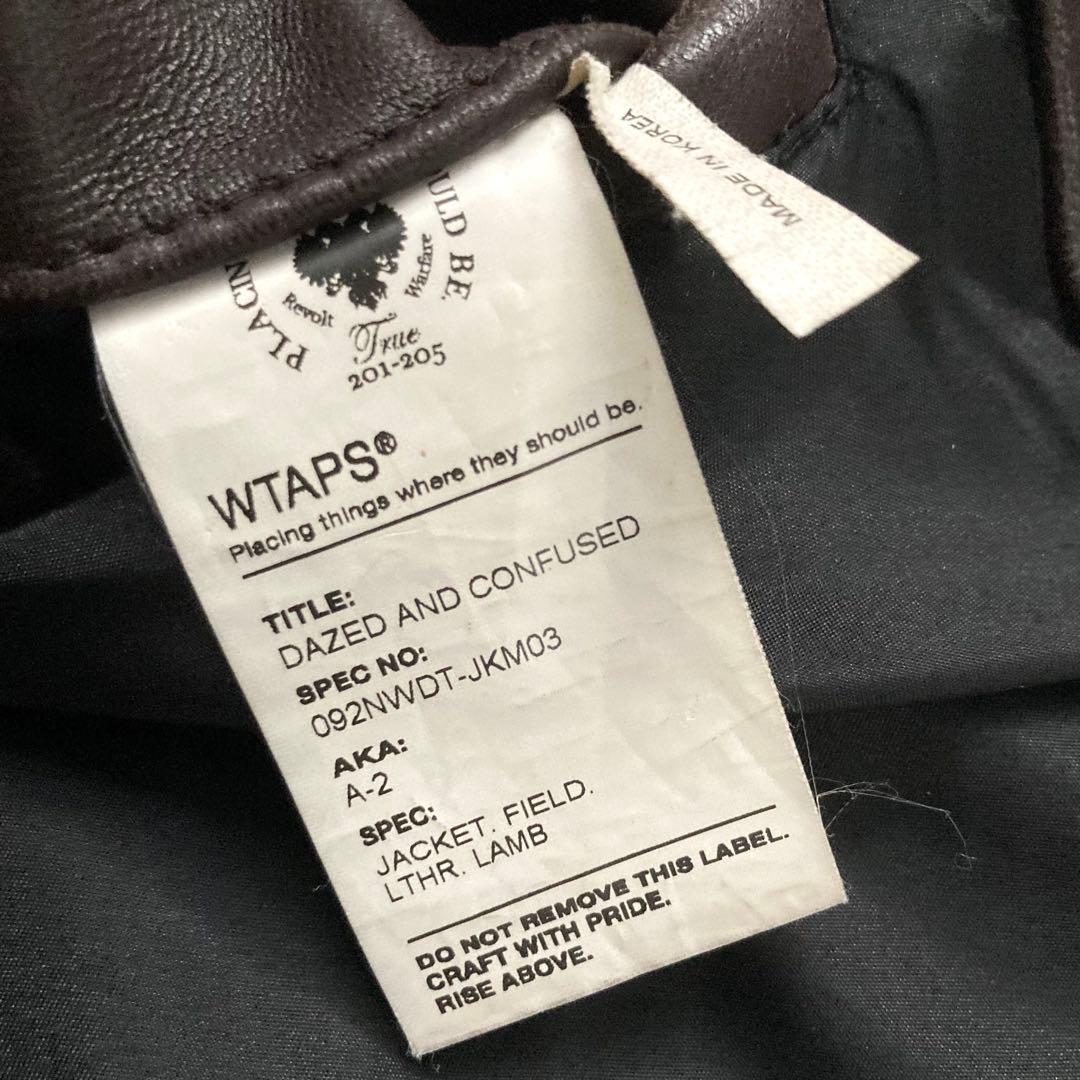 MADE IN KOREA
PLACIN
ULD BE.
Revolt
Warfare
True
201-205
WTAPS®
Placing things where they should be.
TITLE:
DAZED AND CONFUSED
SPEC NO:
092NWDT-JKM03
AKA:
A-2
SPEC:
JACKET. FIELD.
LTHR. LAMB
DO NOT REMOVE THIS LABEL.
CRAFT WITH PRIDE.
RISE ABOVE.